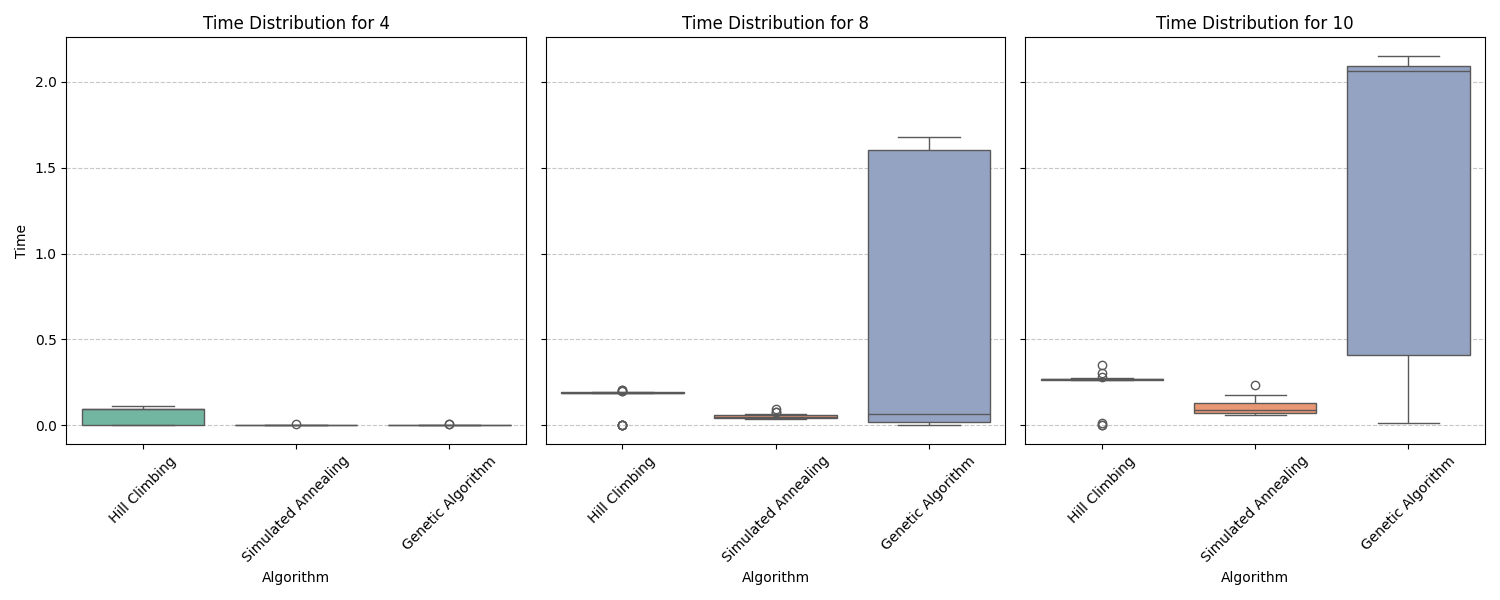 Time Distribution for 4
Time Distribution for 8
Time Distribution for 10
Time
2.0
1.5
1.0
0.5
0.0
Hill Climbing
Simulated Annealing
Genetic Algorithm
Hill Climbing
Simulated Annealing
Genetic Algorithm
Hill Climbing
Simulated Annealing
Genetic Algorithm
Algorithm
Algorithm
Algorithm